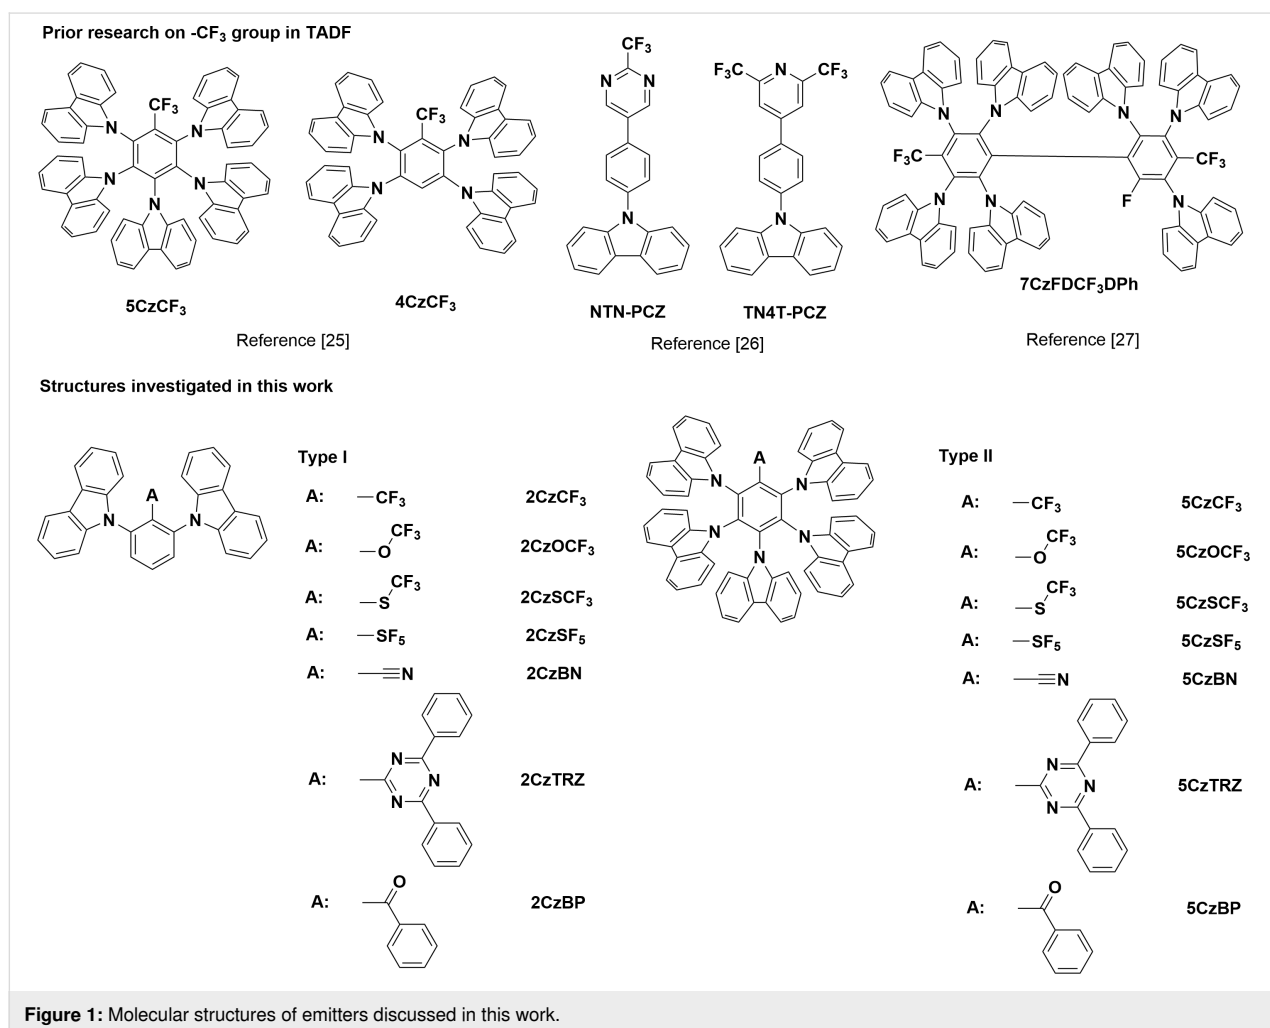 Prior research on -CF3 group in TADF
CF3
N
N
N
N
N
5CzCF3
CF3
N
N
N
N
4CzCF3
Reference [25]
CF3
N
N
N
NTN-PCZ
F3C
N
CF3
N
TN4T-PCZ
Reference [26]
N
N
N
N
F3C
CF3
N
N
F
N
7CzFDCF3DPh
Reference [27]
Structures investigated in this work
A
N
N
Type I
A: CF3 2CzCF3
A: O CF3 2CzOCF3
A: S CF3 2CzSCF3
A: SF5 2CzSF5
A: N 2CzBN
A: N N N 2CzTRZ
A: O 2CzBP
A
N
N
N
N
N
Type II
A: CF3 5CzCF3
A: O CF3 5CzOCF3
A: S CF3 5CzSCF3
A: SF5 5CzSF5
A: N 5CzBN
A: N N N 5CzTRZ
A: O 5CzBP
Figure 1: Molecular structures of emitters discussed in this work.